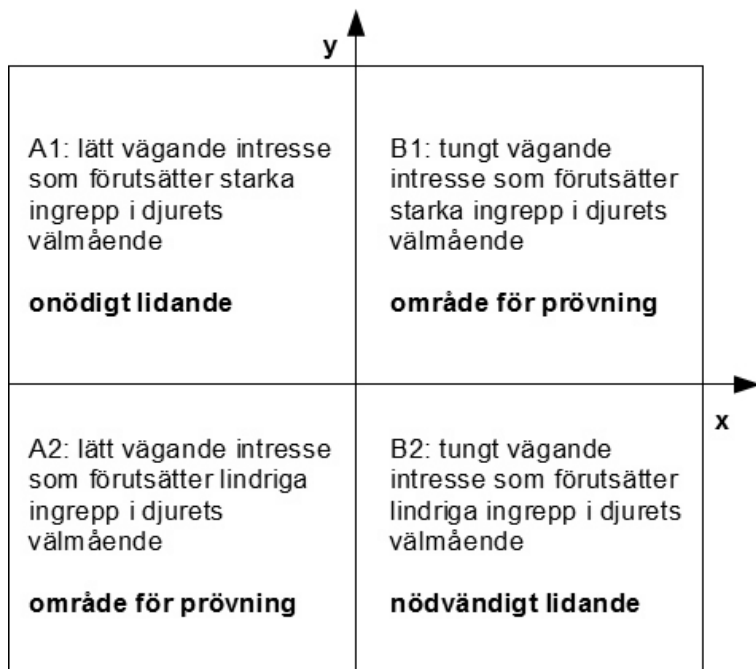 y
A1: lätt vägande intresse
som förutsätter starka
ingrepp i djurets
välmående
onödigt lidande
B1: tungt vägande
intresse som förutsätter
starka ingrepp i djurets
välmående
område för prövning
x
A2: lätt vägande intresse
som förutsätter lindriga
ingrepp i djurets
välmående
område för prövning
B2: tungt vägande
intresse som förutsätter
lindriga ingrepp i djurets
välmående
nödvändigt lidande